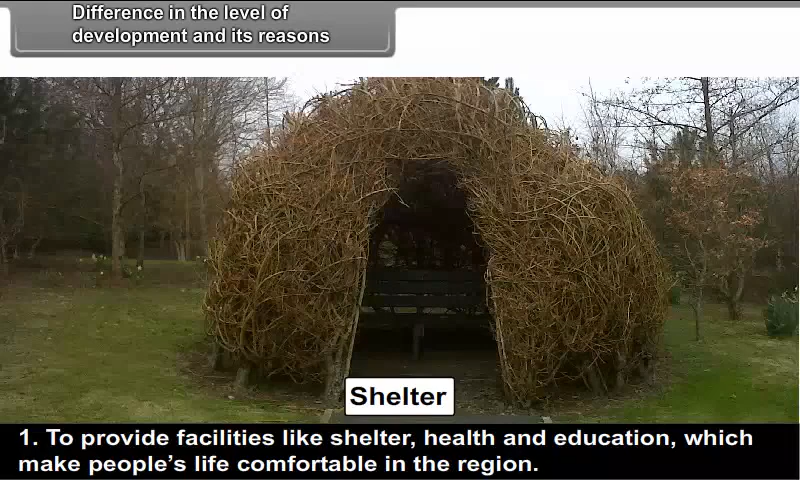 Difference in the level of
development and its reasons
Shelter
1. To provide facilities like shelter, health and education, which
make people's life comfortable in the region.